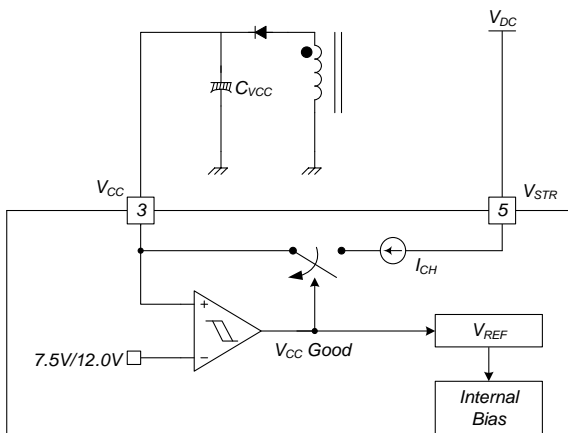 V_DC
C_VCC
V_CC
V_STR
3
5
I_CH
+
7.5V/12.0V
−
V_CC Good
V_REF
Internal
Bias